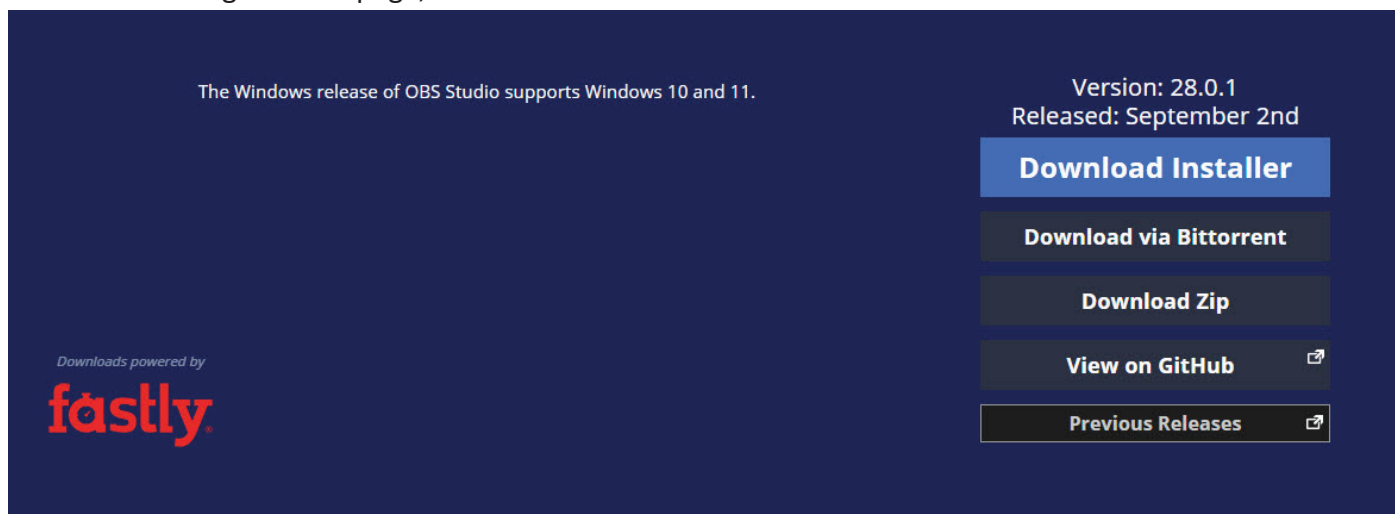 The Windows release of OBS Studio supports Windows 10 and 11.
Version: 28.0.1
Released: September 2nd
Download Installer
Download via Bittorrent
Download Zip
View on GitHub
Previous Releases
Downloads powered by
fastly